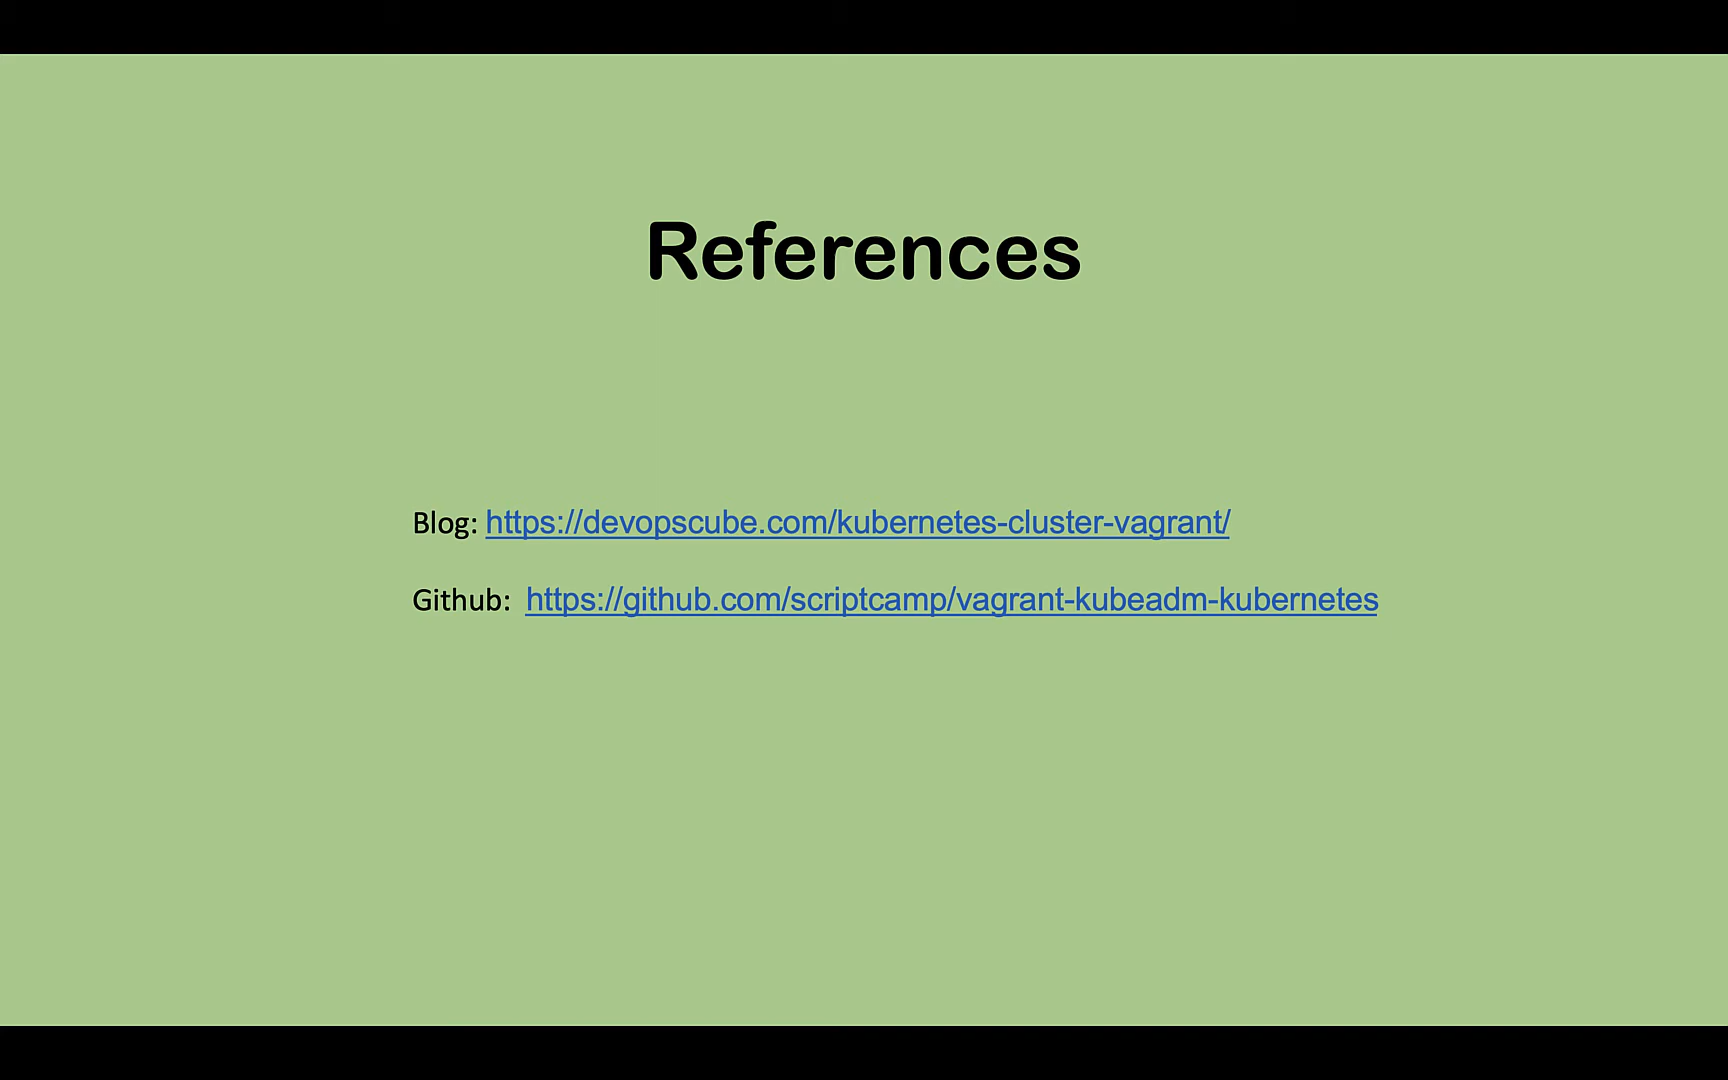 References
Blog: https://devopscube.com/kubernetes-cluster-vagrant/
Github: https://github.com/scriptcamp/vagrant-kubeadm-kubernetes